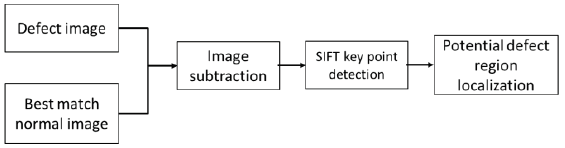 Defect image
Best match
normal image
Image
subtraction
SIFT key point
detection
Potential defect
region
localization